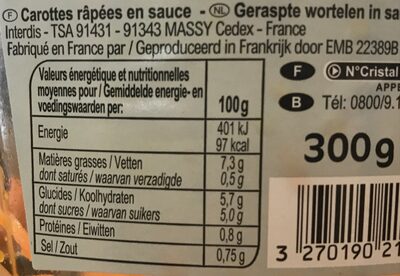 Ⓕ Carottes râpées en sauce - ⓃⓁ Geraspte wortelen in sa
Interdis - TSA 91431 - 91343 MASSY Cedex - France
Fabriqué en France par / Geproduceerd in Frankrijk door EMB 22389B
Valeurs énergétique et nutritionnelles
moyennes pour / Gemiddelde energie- en
voedingswaarden per: 100g
Energie 401 kJ
97 kcal
Matières grasses / Vetten 7,3 g
dont saturés / waarvan verzadigde 0,5 g
Glucides / Koolhydraten 5,7 g
dont sucres / waarvan suikers 5,0 g
Protéines / Eiwitten 0,8 g
Sel / Zout 0,75 g
F N°Cristal
APPE
B Tél: 0800/9.1
300g
3 270190 21